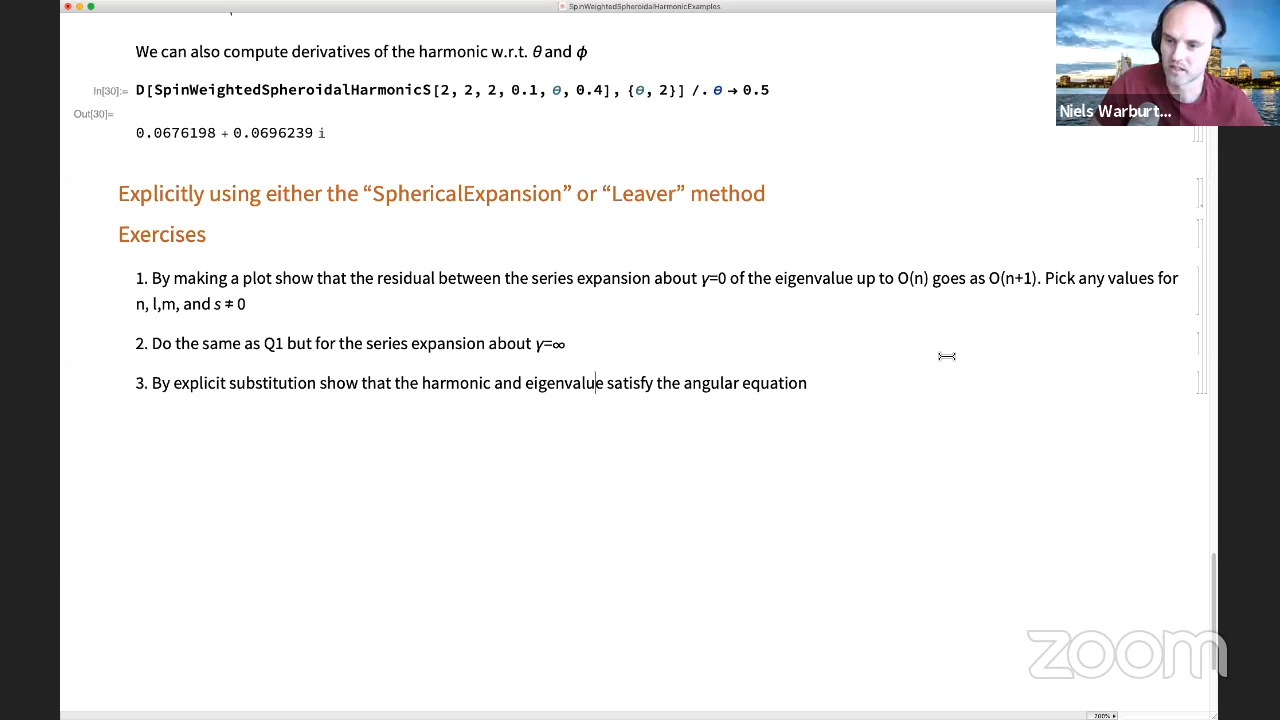 SpinWeightedSpheroidalHarmonicExamples
We can also compute derivatives of the harmonic w.r.t. θ and ϕ
In[30]:= D[SpinWeightedSpheroidalHarmonicS[2, 2, 2, 0.1, θ, 0.4], {θ, 2}] /. θ → 0.5
Out[30]=
0.0676198 + 0.0696239 i
Niels Warburt...
Explicitly using either the “SphericalExpansion” or “Leaver” method
Exercises
1. By making a plot show that the residual between the series expansion about γ=0 of the eigenvalue up to O(n) goes as O(n+1). Pick any values for
n, l,m, and s ≠ 0
2. Do the same as Q1 but for the series expansion about γ=∞
3. By explicit substitution show that the harmonic and eigenvalue satisfy the angular equation
zoom
200%